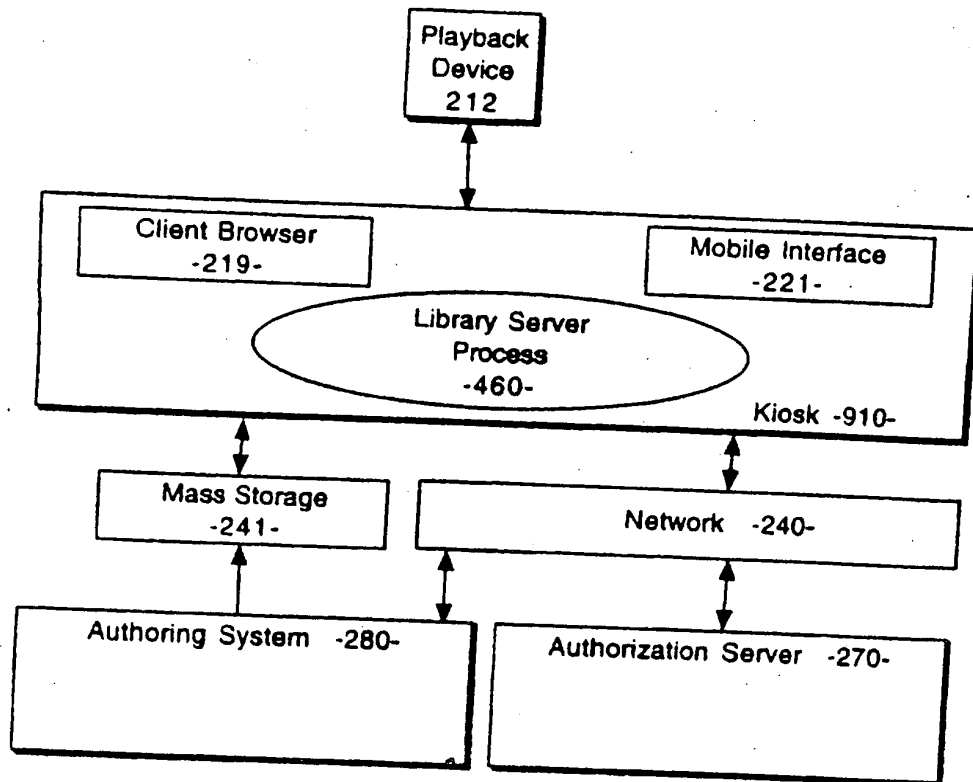 Playback
Device
212
Client Browser
-219-
Mobile Interface
-221-
Library Server
Process
-460-
Kiosk -910-
Mass Storage
-241-
Network -240-
Authoring System -280-
Authorization Server -270-